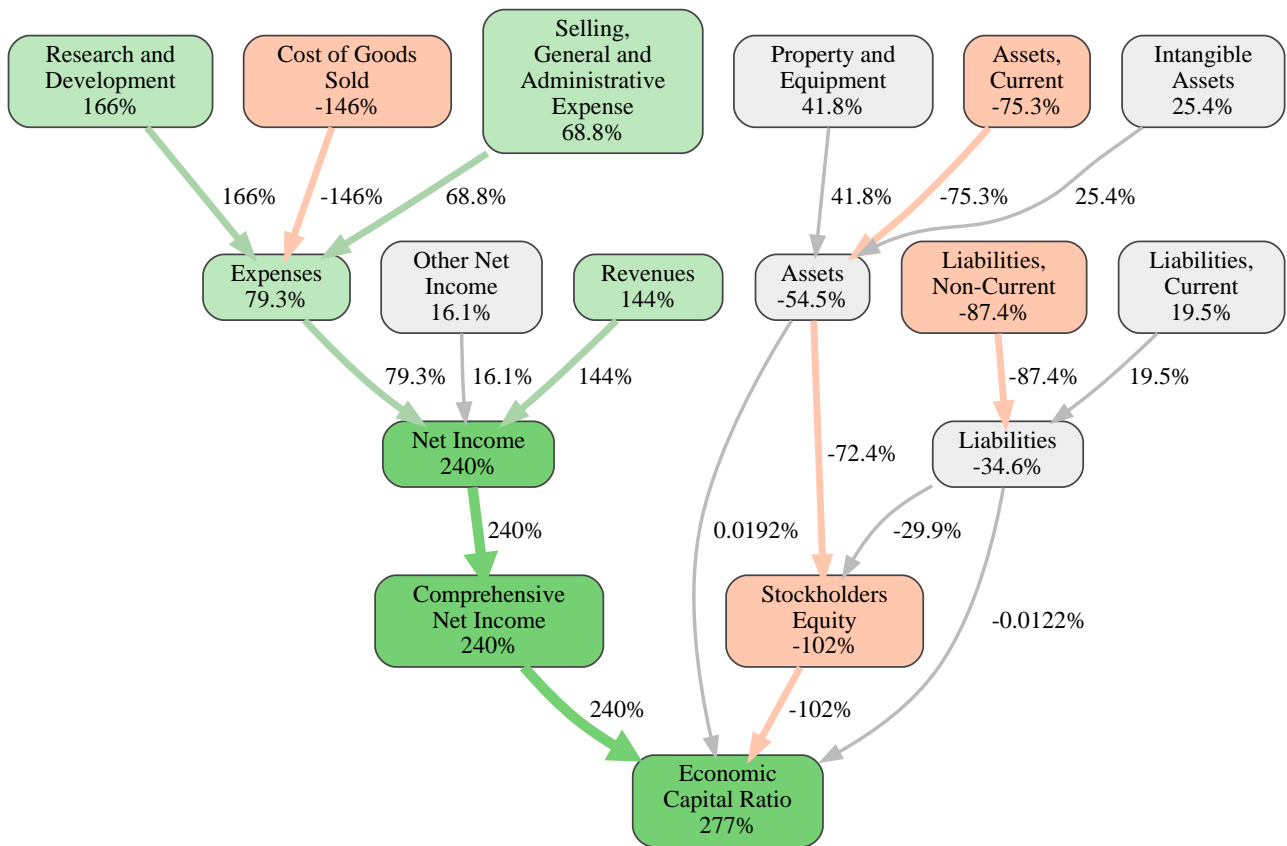 Research and
Development
166%
Cost of Goods
Sold
-146%
Selling,
General and
Administrative
Expense
68.8%
Property and
Equipment
41.8%
Assets,
Current
-75.3%
Intangible
Assets
25.4%
166%
-146%
68.8%
41.8%
-75.3%
25.4%
Expenses
79.3%
Other Net
Income
16.1%
Revenues
144%
Assets
-54.5%
Liabilities,
Non-Current
-87.4%
Liabilities,
Current
19.5%
79.3%
16.1%
144%
-87.4%
19.5%
Net Income
240%
-72.4%
Liabilities
-34.6%
240%
0.0192%
-29.9%
Comprehensive
Net Income
240%
Stockholders
Equity
-102%
-0.0122%
240%
-102%
Economic
Capital Ratio
277%